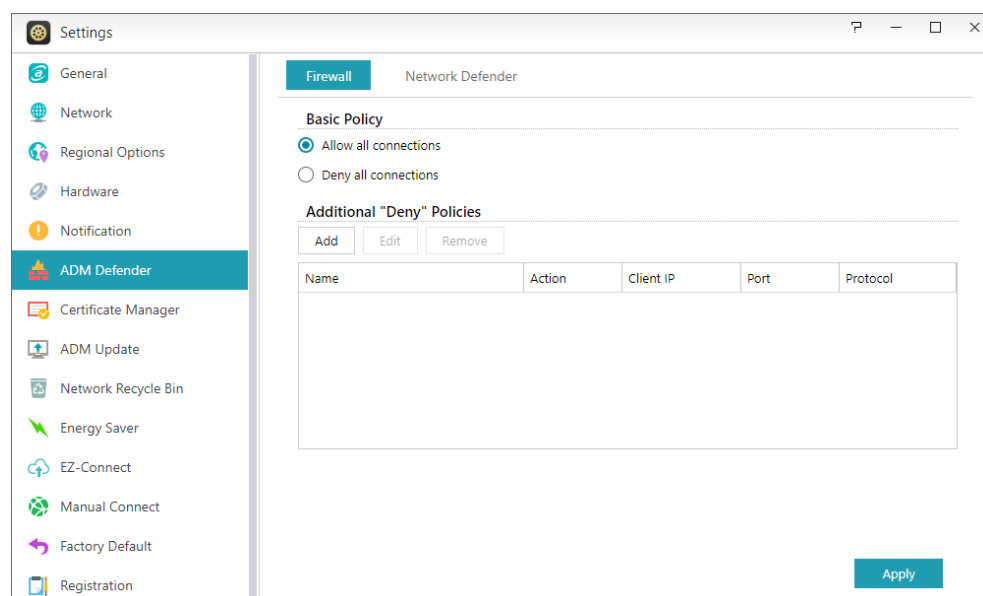 Settings
General
Network
Regional Options
Hardware
Notification
ADM Defender
Certificate Manager
ADM Update
Network Recycle Bin
Energy Saver
EZ-Connect
Manual Connect
Factory Default
Registration
Firewall Network Defender
Basic Policy
Allow all connections
Deny all connections
Additional "Deny" Policies
Add Edit Remove
Name Action Client IP Port Protocol
Apply